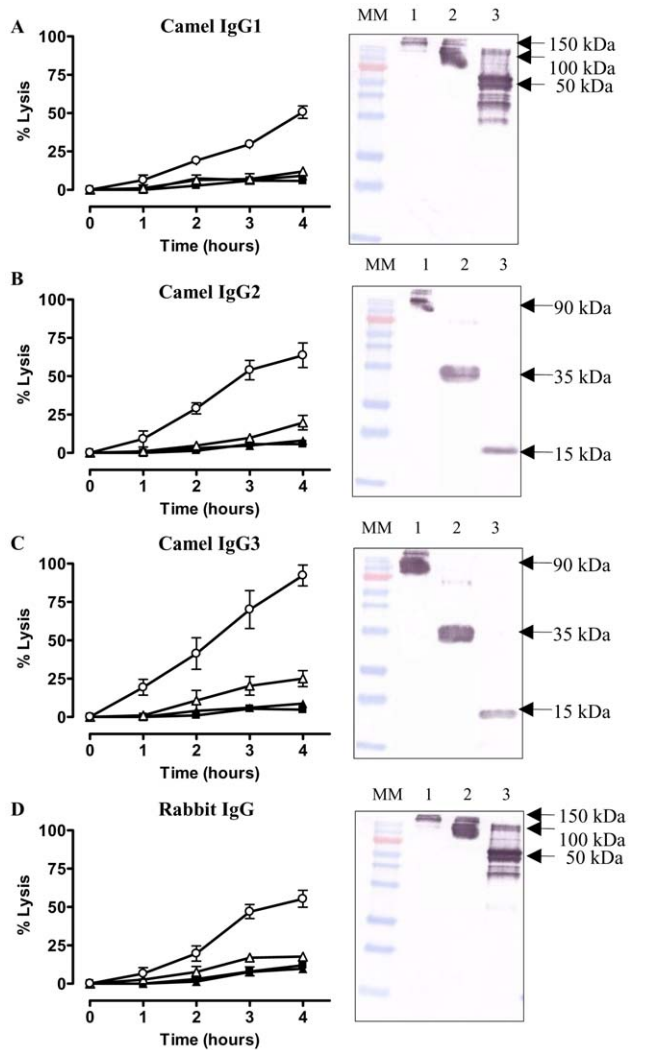 A
Camel IgG1
100
75
50
25
0
% Lysis
0 1 2 3 4
Time (hours)
MM 1 2 3
150 kDa
100 kDa
50 kDa
B
Camel IgG2
100
75
50
25
0
% Lysis
0 1 2 3 4
Time (hours)
MM 1 2 3
90 kDa
35 kDa
15 kDa
C
Camel IgG3
100
75
50
25
0
% Lysis
0 1 2 3 4
Time (hours)
MM 1 2 3
90 kDa
35 kDa
15 kDa
D
Rabbit IgG
100
75
50
25
0
% Lysis
0 1 2 3 4
Time (hours)
MM 1 2 3
150 kDa
100 kDa
50 kDa